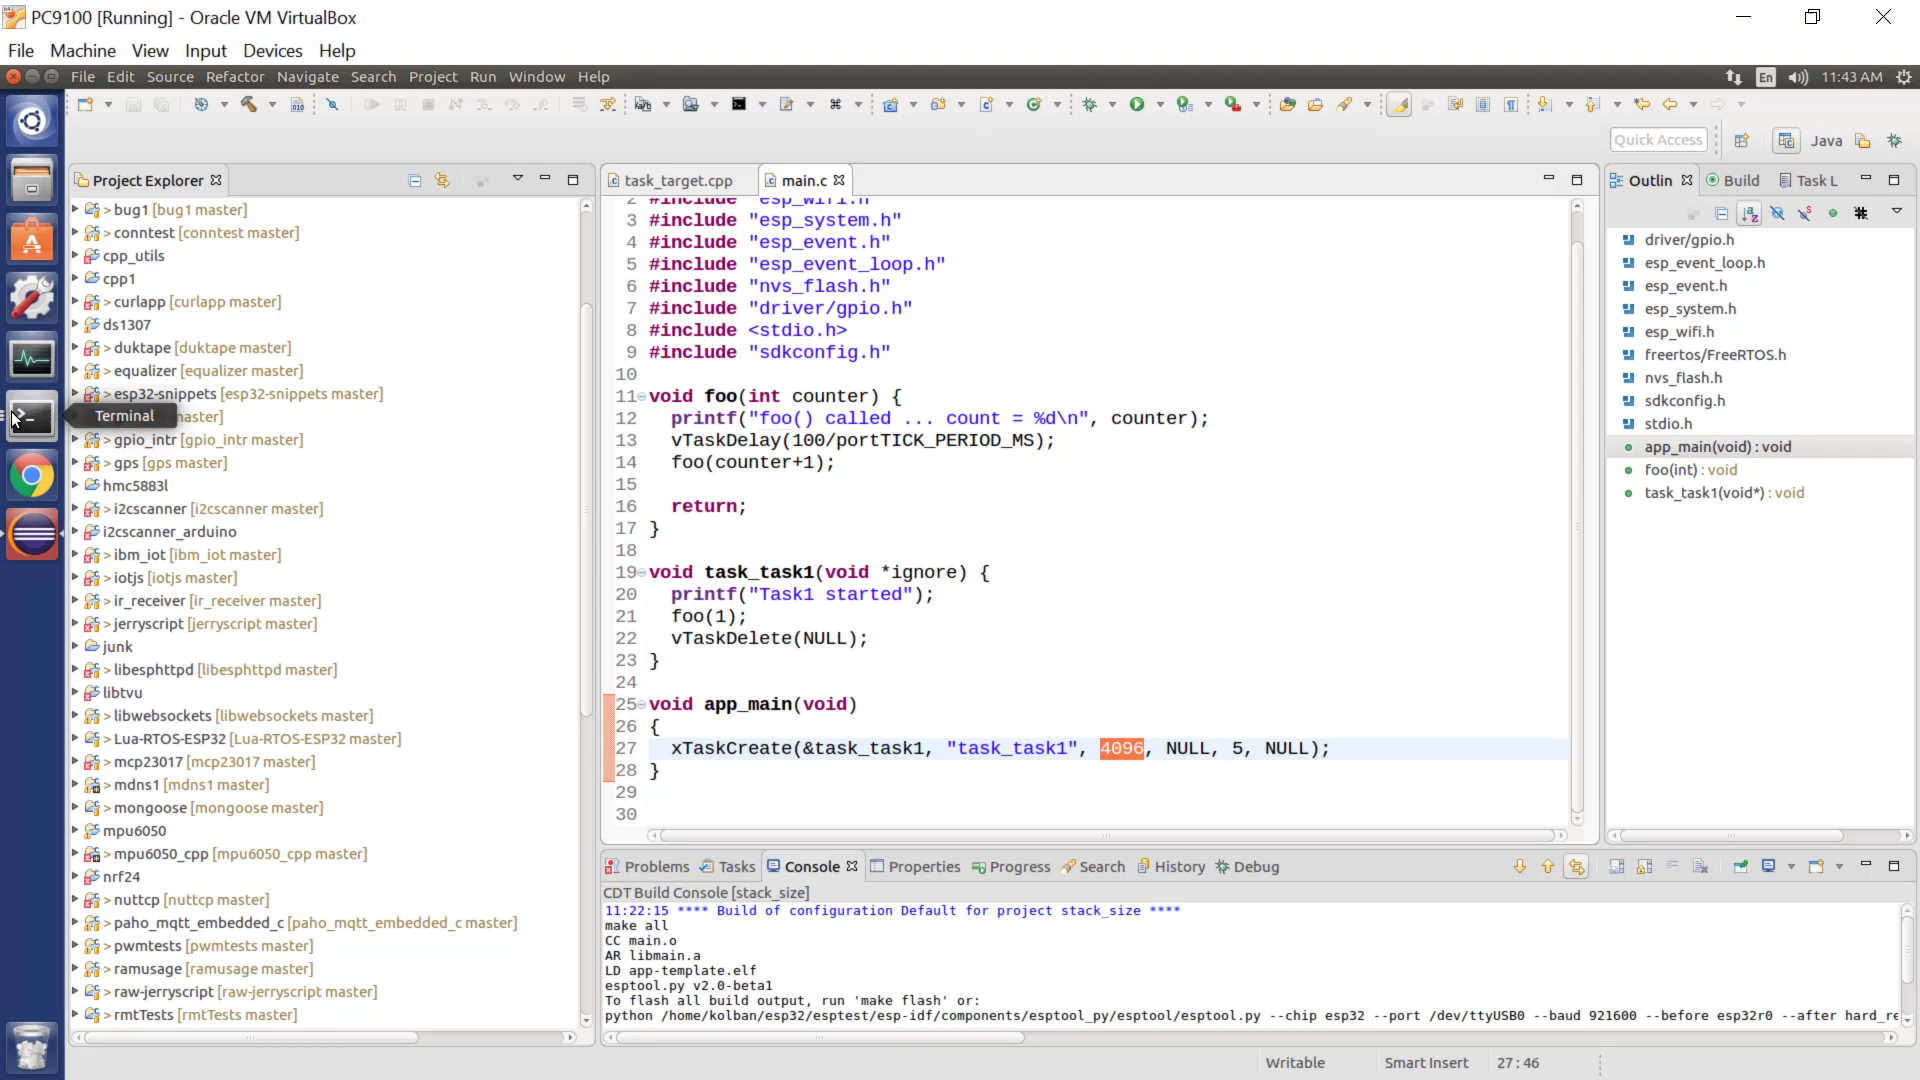 PC9100 [Running] - Oracle VM VirtualBox
File Machine View Input Devices Help
File Edit Source Refactor Navigate Search Project Run Window Help
En 11:43 AM
Quick Access
Java
Project Explorer
> bug1 [bug1 master]
> conntest [conntest master]
cpp_utils
cpp1
> curlapp [curlapp master]
ds1307
> duktape [duktape master]
> equalizer [equalizer master]
> esp32-snippets [esp32-snippets master]
Terminal
master]
> gpio_intr [gpio_intr master]
> gps [gps master]
hmc5883l
> i2cscanner [i2cscanner master]
i2cscanner_arduino
> ibm_iot [ibm_iot master]
> iotjs [iotjs master]
> ir_receiver [ir_receiver master]
> jerryscript [jerryscript master]
junk
> libesphttpd [libesphttpd master]
libtvu
> libwebsockets [libwebsockets master]
> Lua-RTOS-ESP32 [Lua-RTOS-ESP32 master]
> mcp23017 [mcp23017 master]
> mdns1 [mdns1 master]
> mongoose [mongoose master]
mpu6050
> mpu6050_cpp [mpu6050_cpp master]
nrf24
> nuttcp [nuttcp master]
> paho_mqtt_embedded_c [paho_mqtt_embedded_c master]
> pwmtests [pwmtests master]
> ramusage [ramusage master]
> raw-jerryscript [raw-jerryscript master]
> rmtTests [rmtTests master]
task_target.cpp main.c
2 #include "esp_wifi.h"
3 #include "esp_system.h"
4 #include "esp_event.h"
5 #include "esp_event_loop.h"
6 #include "nvs_flash.h"
7 #include "driver/gpio.h"
8 #include <stdio.h>
9 #include "sdkconfig.h"
10
11 void foo(int counter) {
12 printf("foo() called ... count = %d\n", counter);
13 vTaskDelay(100/portTICK_PERIOD_MS);
14 foo(counter+1);
15
16 return;
17 }
18
19 void task_task1(void *ignore) {
20 printf("Task1 started");
21 foo(1);
22 vTaskDelete(NULL);
23 }
24
25 void app_main(void)
26 {
27 xTaskCreate(&task_task1, "task_task1", 4096, NULL, 5, NULL);
28 }
29
30
Outlin Build Task L
driver/gpio.h
esp_event_loop.h
esp_event.h
esp_system.h
esp_wifi.h
freertos/FreeRTOS.h
nvs_flash.h
sdkconfig.h
stdio.h
app_main(void) : void
foo(int) : void
task_task1(void*) : void
Problems Tasks Console Properties Progress Search History Debug
CDT Build Console [stack_size]
11:22:15 **** Build of configuration Default for project stack_size ****
make all
CC main.o
AR libmain.a
LD app-template.elf
esptool.py v2.0-beta1
To flash all build output, run 'make flash' or:
python /home/kolban/esp32/esptest/esp-idf/components/esptool_py/esptool/esptool.py --chip esp32 --port /dev/ttyUSB0 --baud 921600 --before esp32r0 --after hard_re
Writable Smart Insert 27 : 46